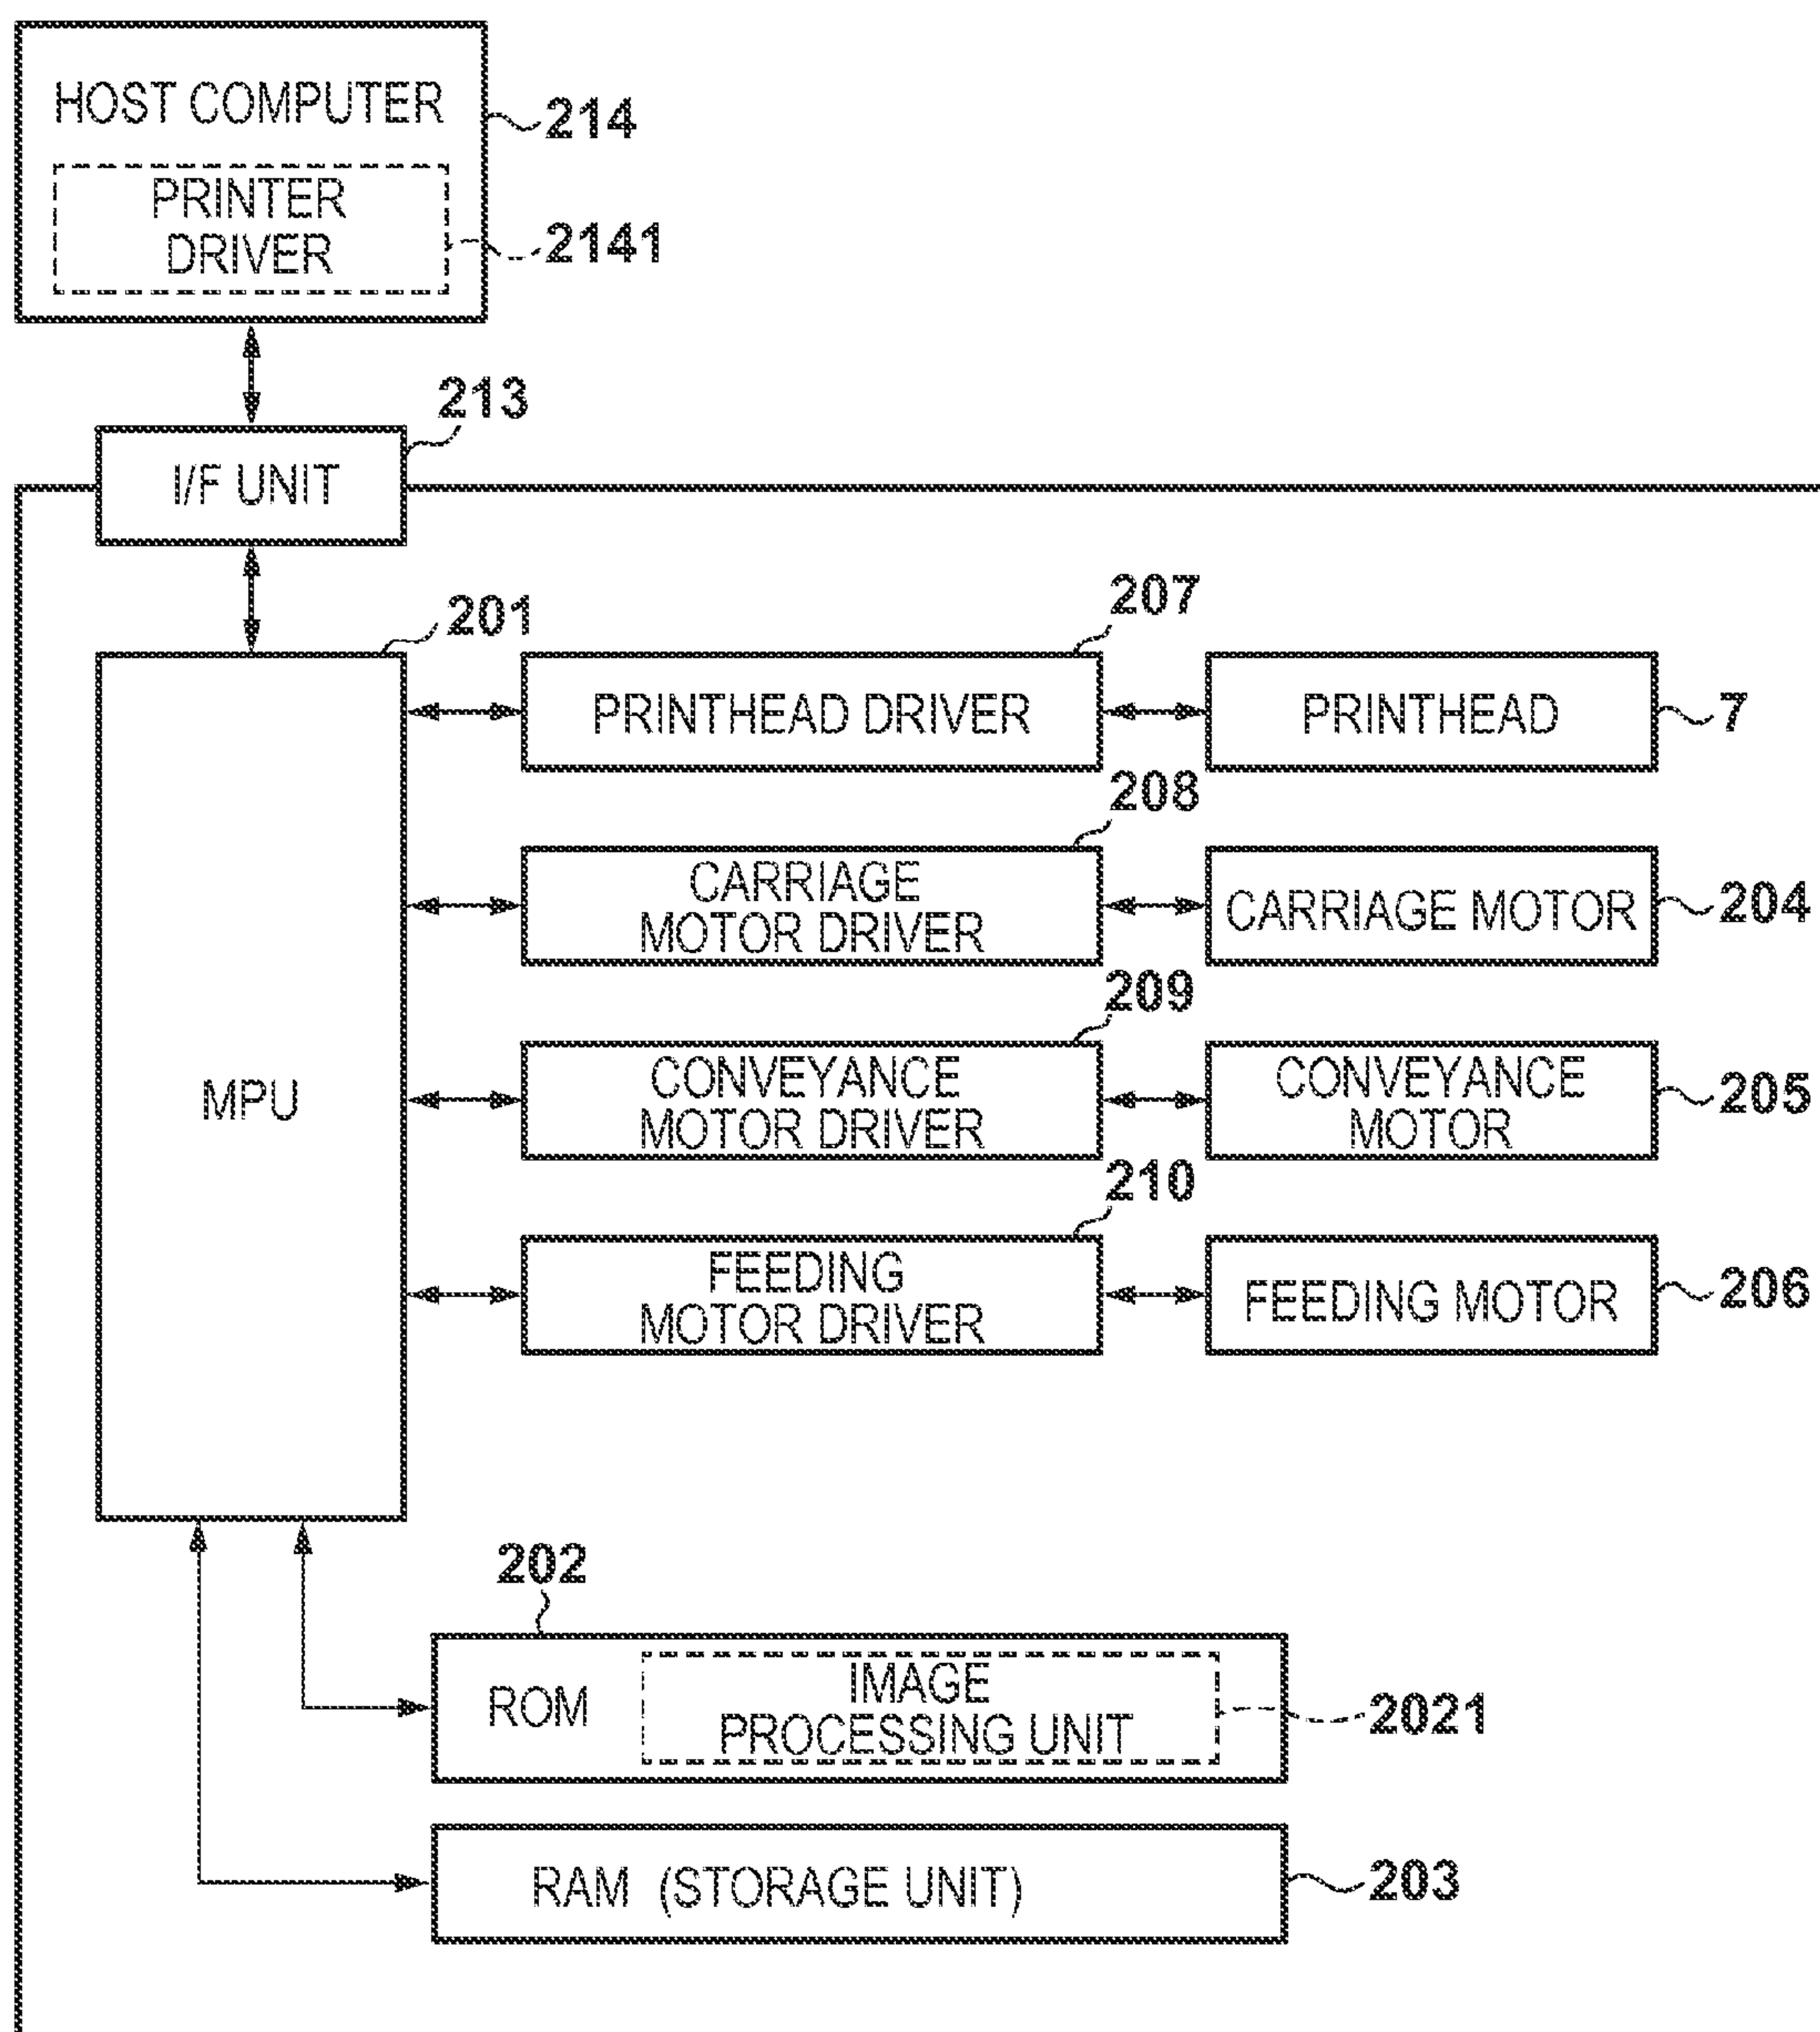 HOST COMPUTER
214
PRINTER
DRIVER
2141
213
I/F UNIT
201
207
PRINTHEAD DRIVER
PRINTHEAD
7
208
CARRIAGE
MOTOR DRIVER
CARRIAGE MOTOR
204
209
CONVEYANCE
MOTOR DRIVER
CONVEYANCE
MOTOR
205
MPU
210
FEEDING
MOTOR DRIVER
FEEDING MOTOR
206
202
ROM
IMAGE
PROCESSING UNIT
2021
RAM (STORAGE UNIT)
203